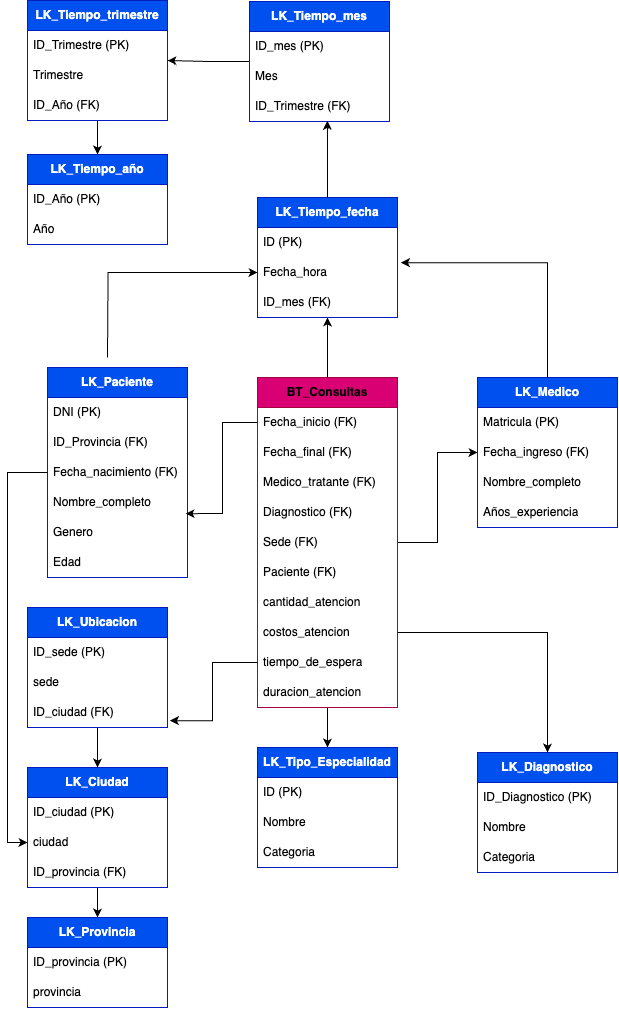 LK_Tiempo_trimestre
ID_Trimestre (PK)
Trimestre
ID_Año (FK)
LK_Tiempo_mes
ID_mes (PK)
Mes
ID_Trimestre (FK)
LK_Tiempo_año
ID_Año (PK)
Año
LK_Tiempo_fecha
ID (PK)
Fecha_hora
ID_mes (FK)
LK_Paciente
DNI (PK)
ID_Provincia (FK)
Fecha_nacimiento (FK)
Nombre_completo
Genero
Edad
BT_Consultas
Fecha_inicio (FK)
Fecha_final (FK)
Medico_tratante (FK)
Diagnostico (FK)
Sede (FK)
Paciente (FK)
cantidad_atencion
costos_atencion
tiempo_de_espera
duracion_atencion
LK_Medico
Matricula (PK)
Fecha_ingreso (FK)
Nombre_completo
Años_experiencia
LK_Ubicacion
ID_sede (PK)
sede
ID_ciudad (FK)
LK_Ciudad
ID_ciudad (PK)
ciudad
ID_provincia (FK)
LK_Tipo_Especialidad
ID (PK)
Nombre
Categoria
LK_Diagnostico
ID_Diagnostico (PK)
Nombre
Categoria
LK_Provincia
ID_provincia (PK)
provincia